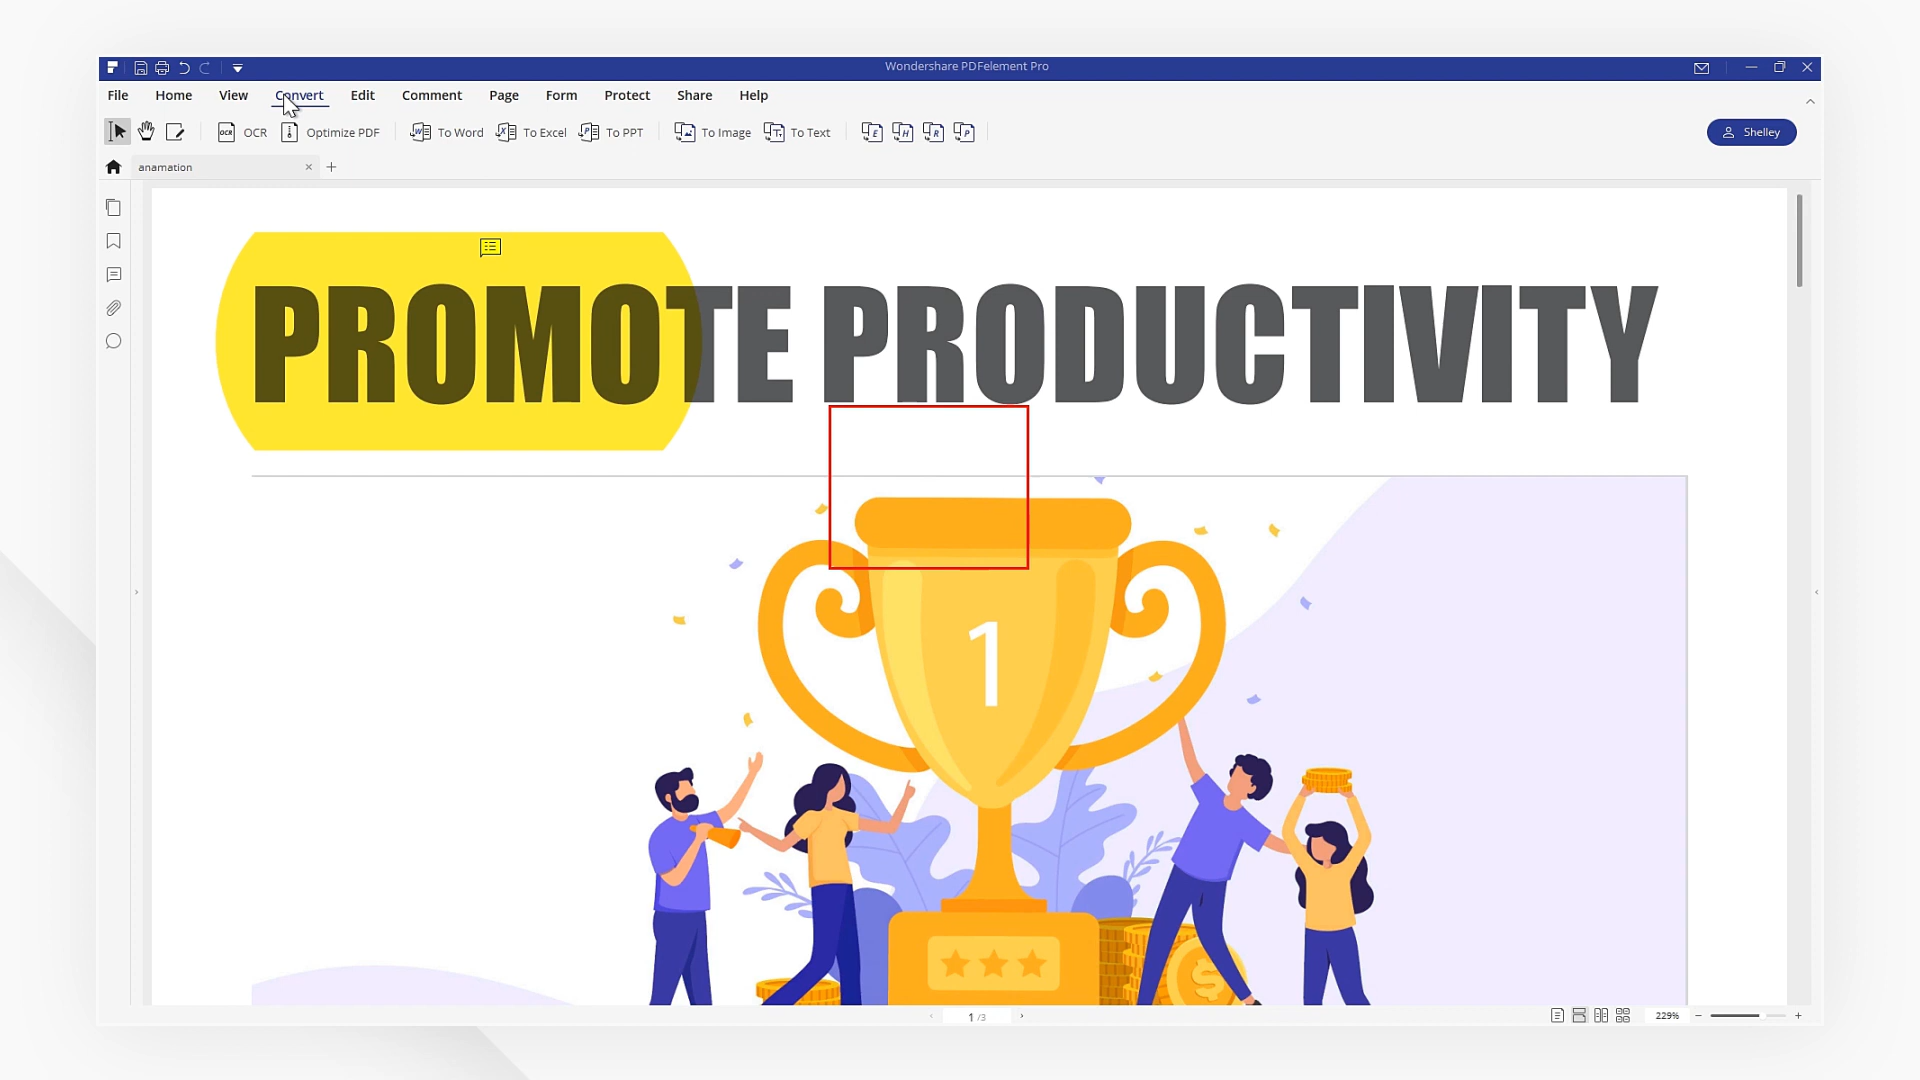 Wondershare PDFelement Pro
File Home View Convert Edit Comment Page Form Protect Share Help
OCR OCR Optimize PDF To Word To Excel To PPT To Image To Text E H R P Shelley
anamation
PROMOTE PRODUCTIVITY
1
$
1 /3 229%